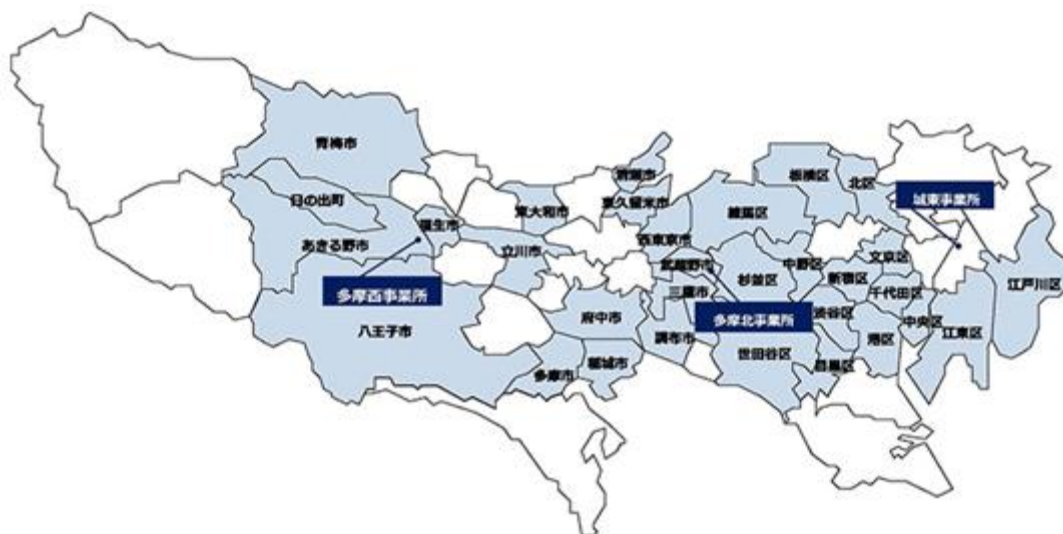 青梅市
日の出町
あきる野市
福生市
多摩西事業所
八王子市
東大和市
立川市
清瀬市
東久留米市
西東京市
武蔵野市
三鷹市
府中市
調布市
多摩市
稲城市
板橋区
北区
練馬区
杉並区
中野区
新宿区
文京区
千代田区
渋谷区
中央区
港区
多摩北事業所
世田谷区
目黒区
城東事業所
江東区
江戸川区